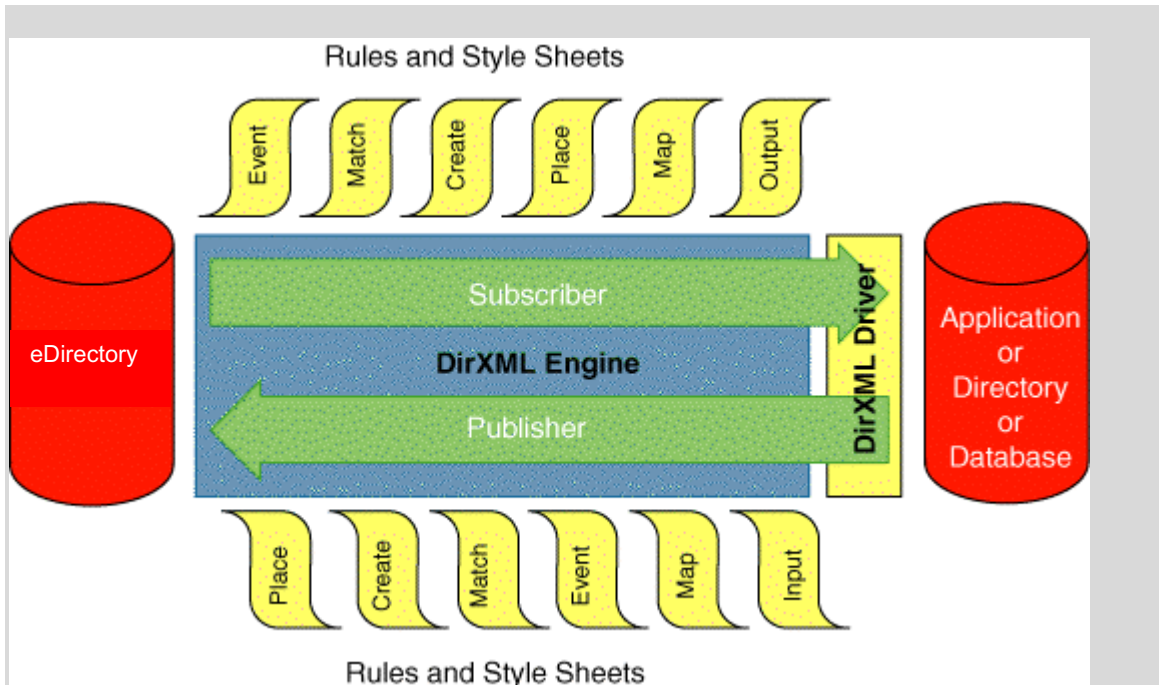 Rules and Style Sheets
Event
Match
Create
Place
Map
Output
eDirectory
Subscriber
DirXML Engine
Publisher
DirXML Driver
Application
or
Directory
or
Database
Place
Create
Match
Event
Map
Input
Rules and Style Sheets